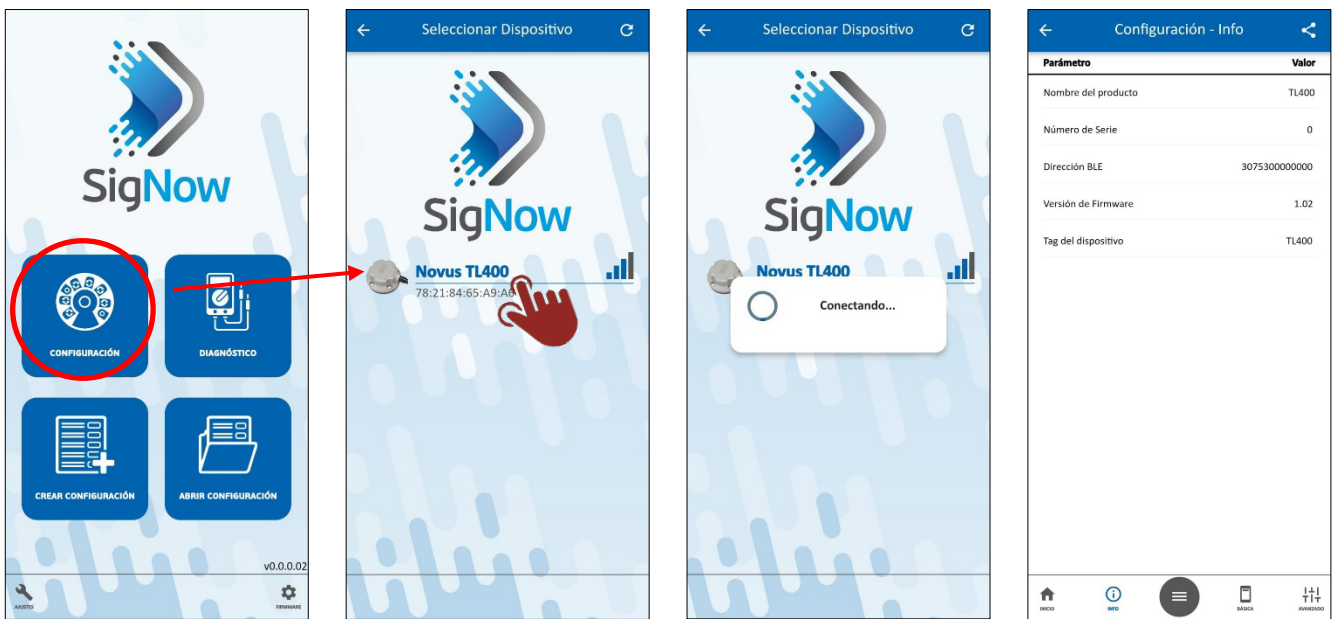 SigNow
CONFIGURACIÓN
DIAGNÓSTICO
CREAR CONFIGURACIÓN
ABRIR CONFIGURACIÓN
v0.0.0.02
AJUSTES
FIRMWARE
Seleccionar Dispositivo
SigNow
Novus TL400
78:21:84:65:A9:A6
Seleccionar Dispositivo
SigNow
Novus TL400
Conectando...
Configuración - Info
Parámetro Valor
Nombre del producto TL400
Número de Serie 0
Dirección BLE 3075300000000
Versión de Firmware 1.02
Tag del dispositivo TL400
INICIO
INFO
BÁSICA
AVANZADO